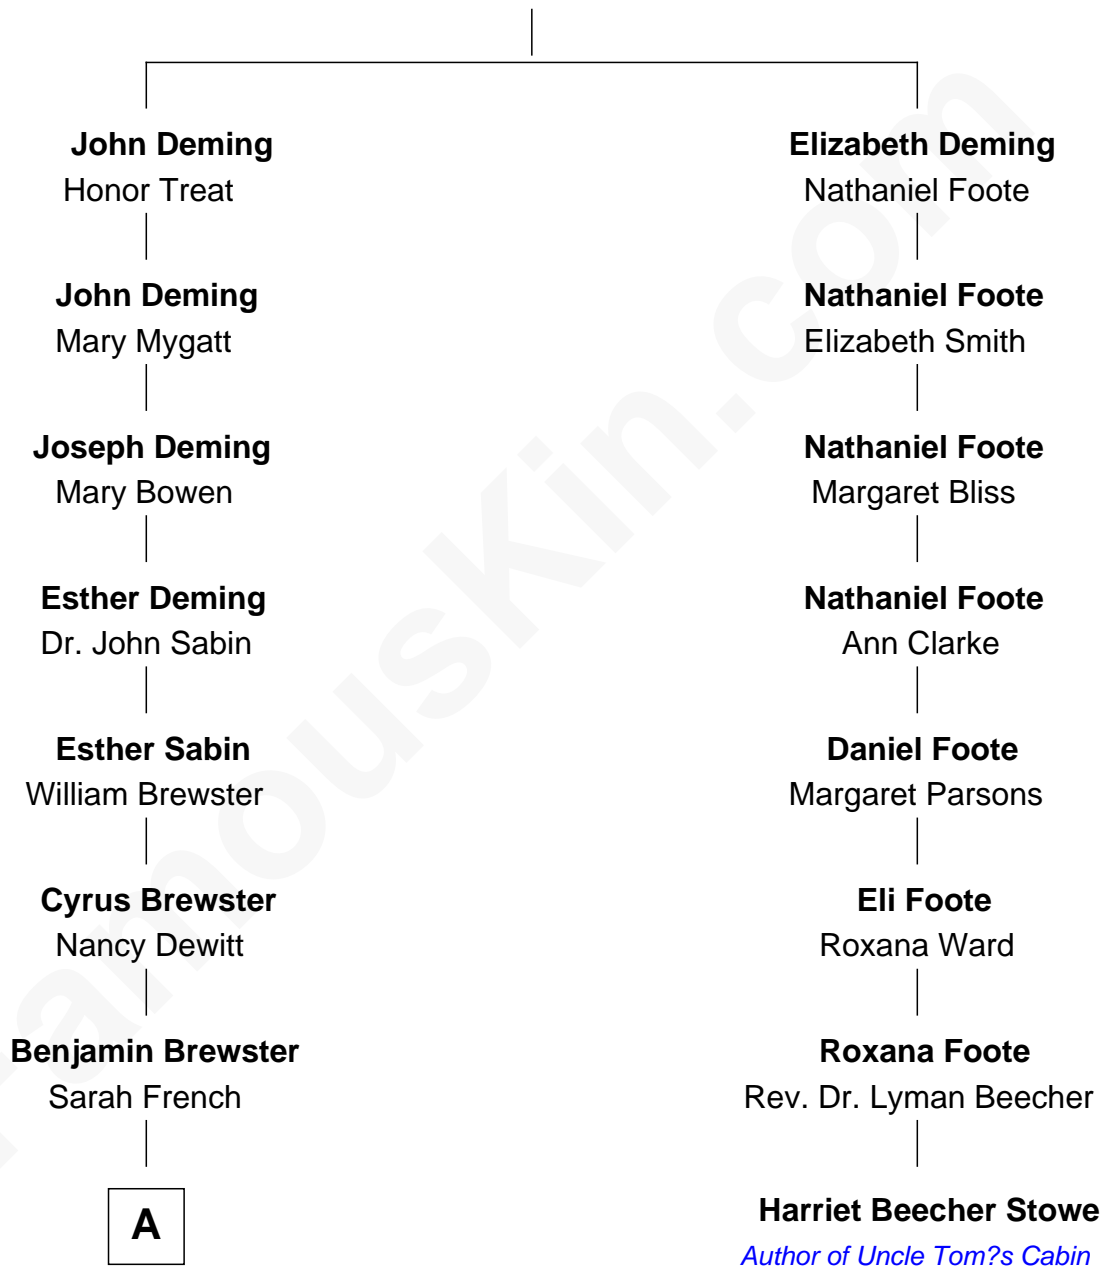 John Deming
Honor Treat
John Deming
Mary Mygatt
Joseph Deming
Mary Bowen
Esther Deming
Dr. John Sabin
Esther Sabin
William Brewster
Cyrus Brewster
Nancy Dewitt
Benjamin Brewster
Sarah French
A
Elizabeth Deming
Nathaniel Foote
Nathaniel Foote
Elizabeth Smith
Nathaniel Foote
Margaret Bliss
Nathaniel Foote
Ann Clarke
Daniel Foote
Margaret Parsons
Eli Foote
Roxana Ward
Roxana Foote
Rev. Dr. Lyman Beecher
Harriet Beecher Stowe
Author of Uncle Tom?s Cabin
FamousKin.com